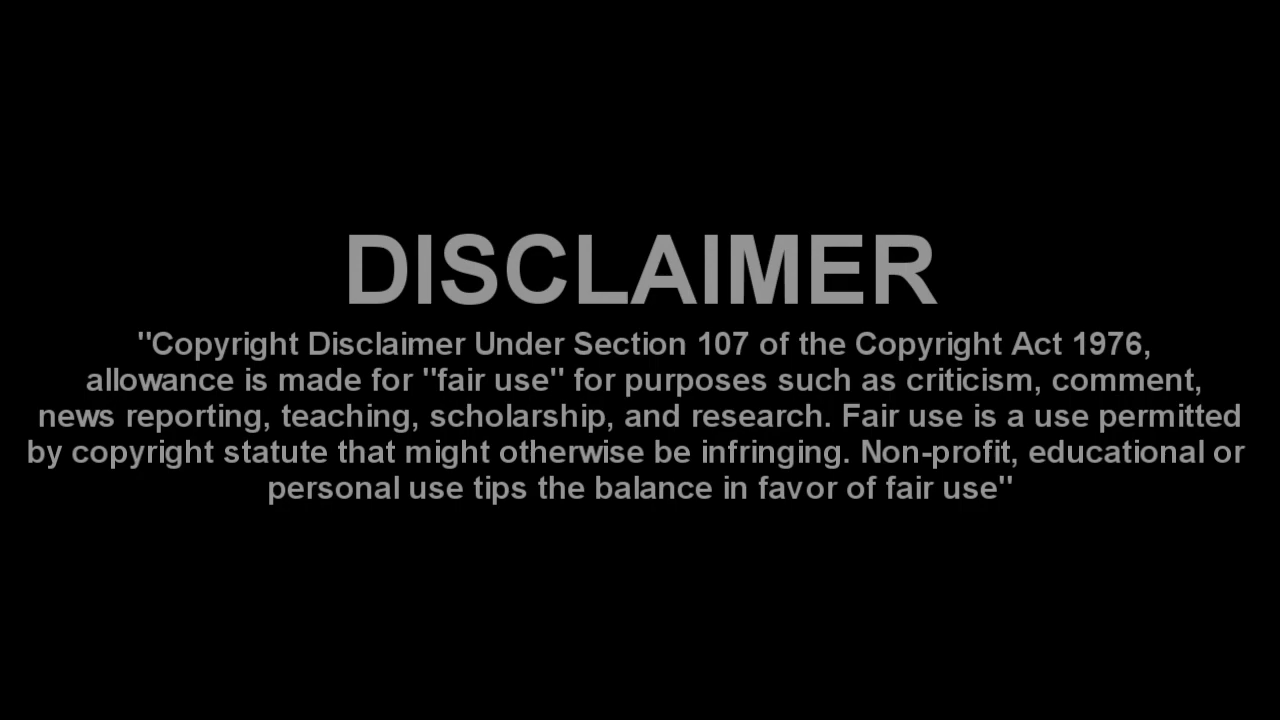 DISCLAIMER
"Copyright Disclaimer Under Section 107 of the Copyright Act 1976,
allowance is made for "fair use" for purposes such as criticism, comment,
news reporting, teaching, scholarship, and research. Fair use is a use permitted
by copyright statute that might otherwise be infringing. Non-profit, educational or
personal use tips the balance in favor of fair use"